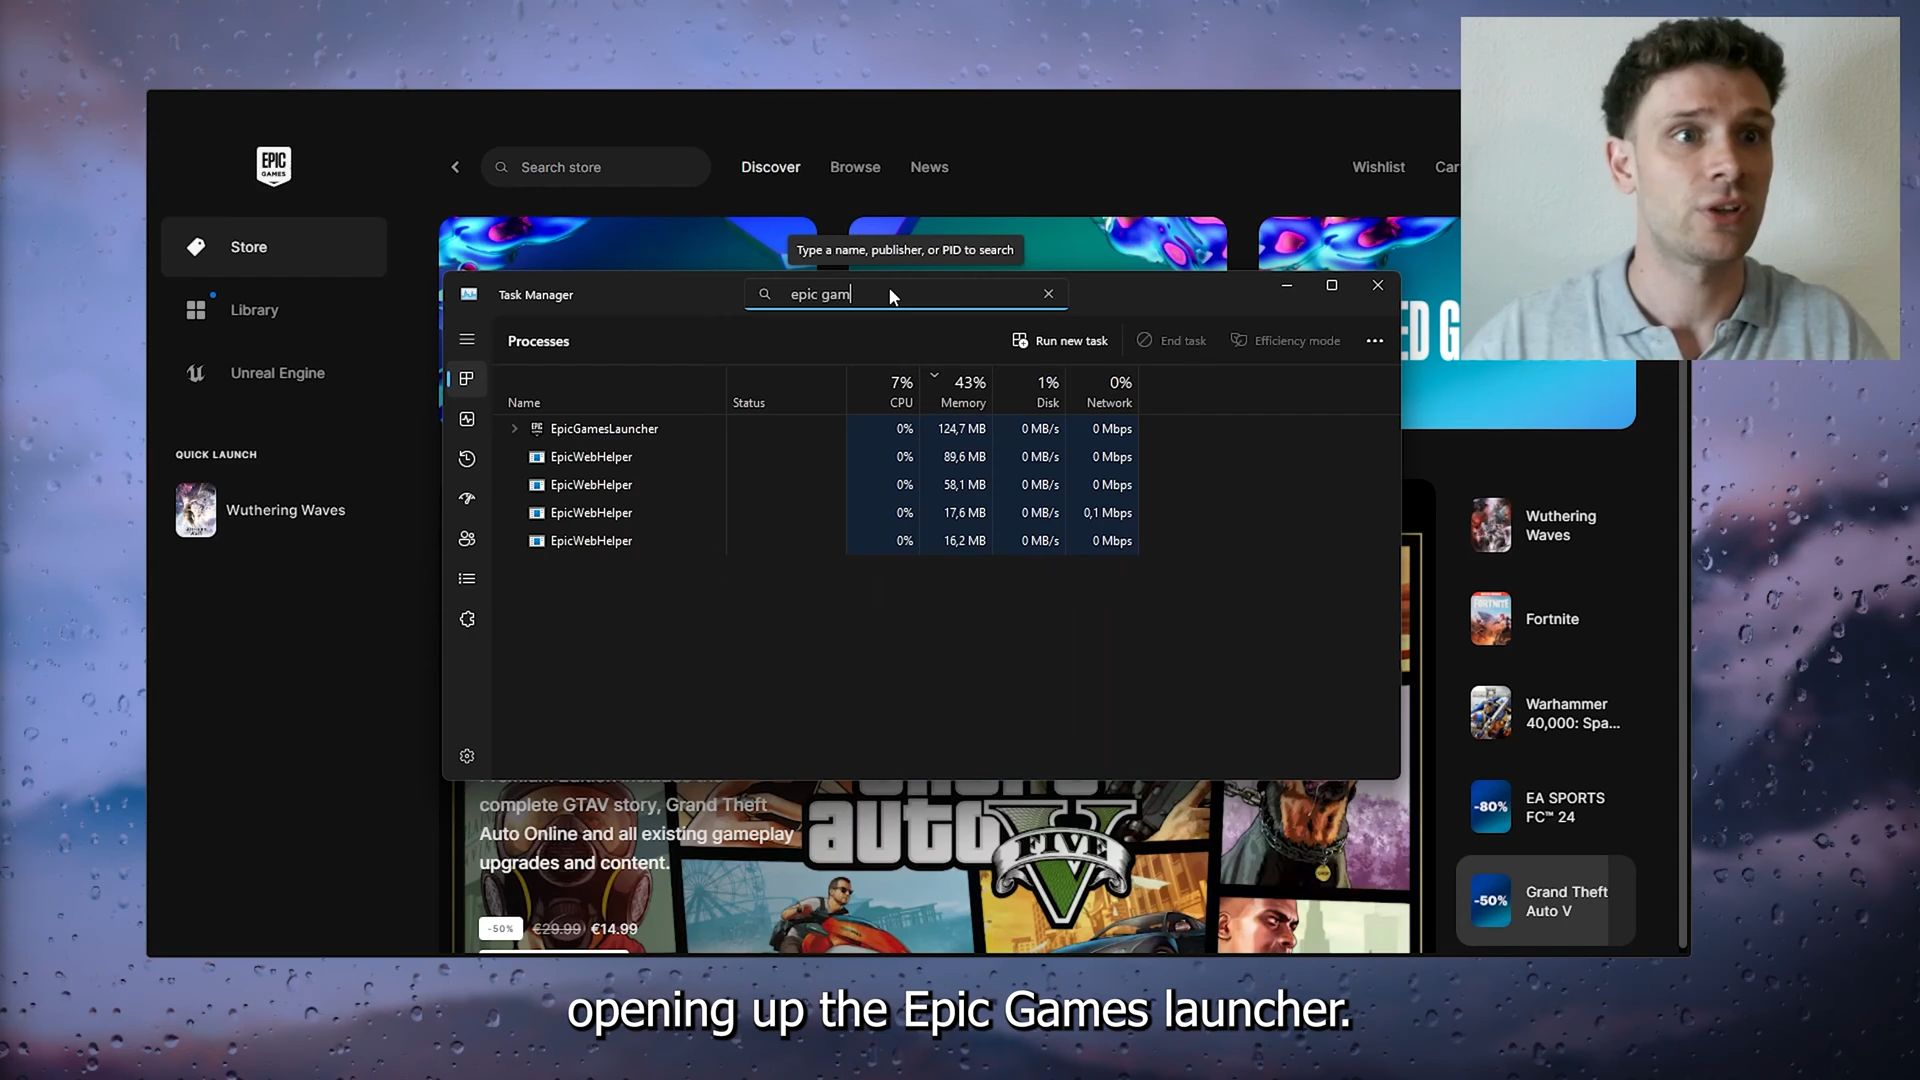 EPIC
GAMES
Search store
Discover
Browse
News
Wishlist
Car
Store
Library
Unreal Engine
QUICK LAUNCH
Wuthering Waves
Type a name, publisher, or PID to search
Task Manager
epic gam
ED G
Processes
Run new task
End task
Efficiency mode
7%
43%
1%
0%
Name
Status
CPU
Memory
Disk
Network
EpicGamesLauncher 0% 124,7 MB 0 MB/s 0 Mbps
EpicWebHelper 0% 89,6 MB 0 MB/s 0 Mbps
EpicWebHelper 0% 58,1 MB 0 MB/s 0 Mbps
EpicWebHelper 0% 17,6 MB 0 MB/s 0,1 Mbps
EpicWebHelper 0% 16,2 MB 0 MB/s 0 Mbps
Wuthering
Waves
FORTNITE
Fortnite
Warhammer
40,000: Spa...
-80%
EA SPORTS
FC™ 24
-50%
Grand Theft
Auto V
complete GTAV story, Grand Theft
Auto Online and all existing gameplay
upgrades and content.
-50% €29.99 €14.99
auto
V
FIVE
opening up the Epic Games launcher.